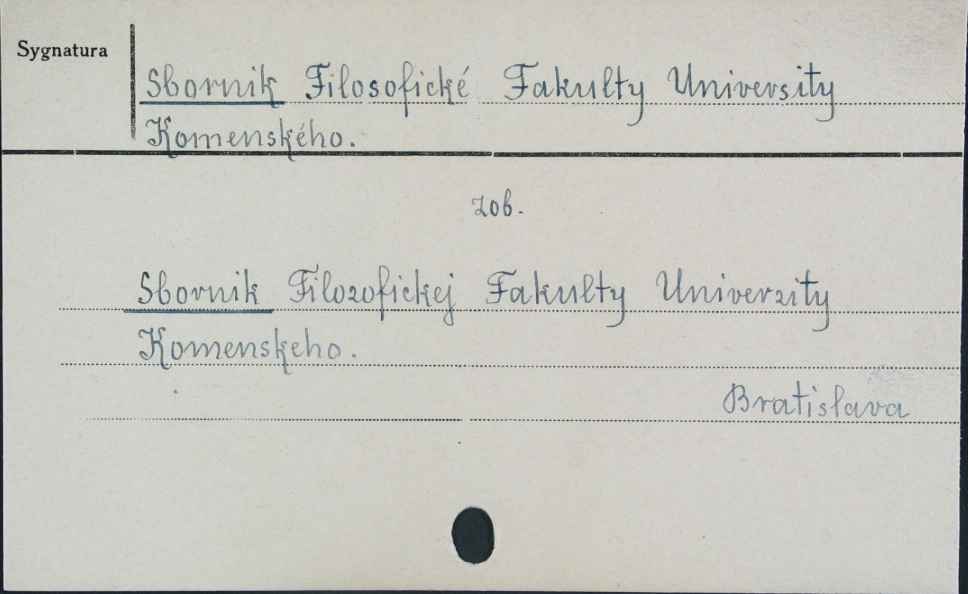 Sygnatura
Sbornik Filosofické Fakulty University
Komenského.
zob.
Sbornik Filozofickej Fakulty Univerzity
Komenskeho.
Bratislava